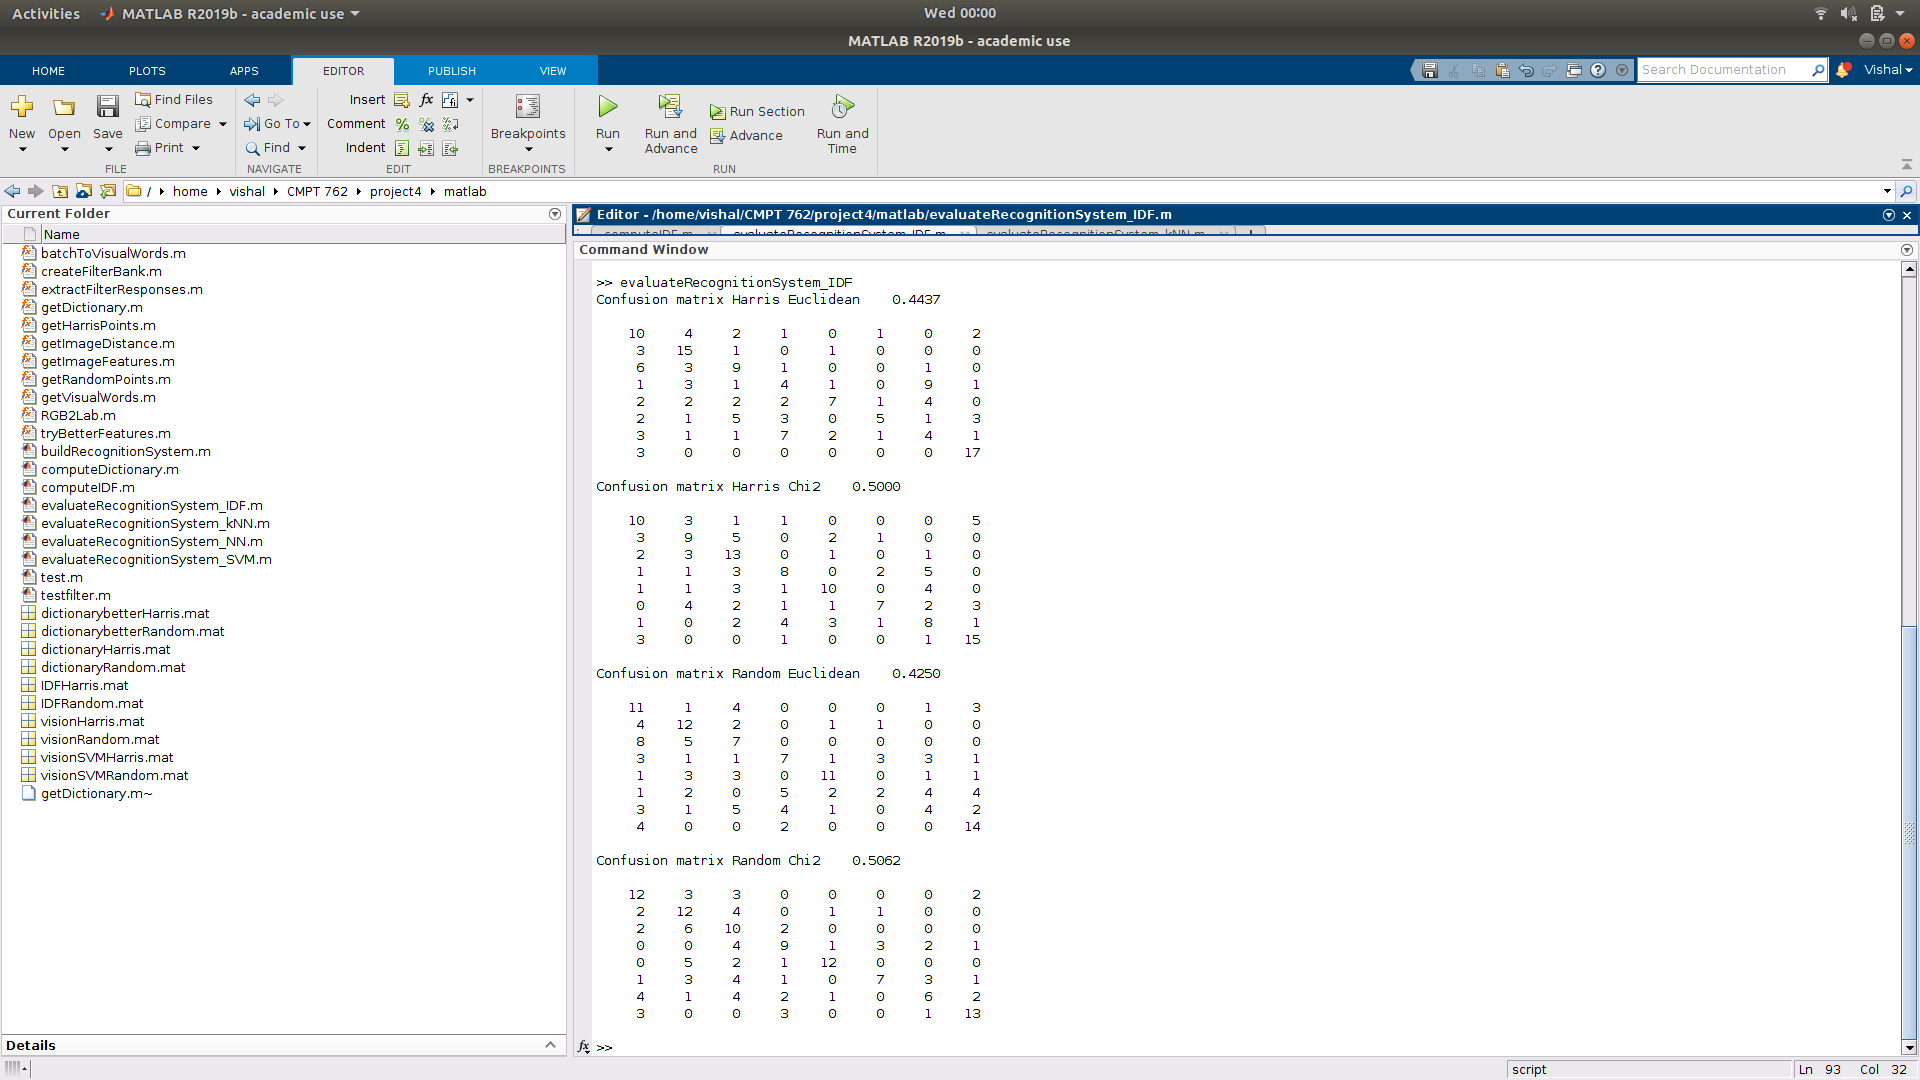 Activities MATLAB R2019b - academic use Wed 00:00
MATLAB R2019b - academic use
HOME PLOTS APPS EDITOR PUBLISH VIEW Search Documentation Vishal
Find Files Insert fx Run Section
Compare Go To Comment Advance
New Open Save Print Find Indent Breakpoints Run Run and Advance Run and Time
FILE NAVIGATE EDIT BREAKPOINTS RUN
/ home vishal CMPT 762 project4 matlab
Current Folder
Name
batchToVisualWords.m
createFilterBank.m
extractFilterResponses.m
getDictionary.m
getHarrisPoints.m
getImageDistance.m
getImageFeatures.m
getRandomPoints.m
getVisualWords.m
RGB2Lab.m
tryBetterFeatures.m
buildRecognitionSystem.m
computeDictionary.m
computeIDF.m
evaluateRecognitionSystem_IDF.m
evaluateRecognitionSystem_kNN.m
evaluateRecognitionSystem_NN.m
evaluateRecognitionSystem_SVM.m
test.m
testfilter.m
dictionarybetterHarris.mat
dictionarybetterRandom.mat
dictionaryHarris.mat
dictionaryRandom.mat
IDFHarris.mat
IDFRandom.mat
visionHarris.mat
visionRandom.mat
visionSVMHarris.mat
visionSVMRandom.mat
getDictionary.m~
Details
Editor - /home/vishal/CMPT 762/project4/matlab/evaluateRecognitionSystem_IDF.m
computeIDF.m evaluateRecognitionSystem_IDF.m evaluateRecognitionSystem_kNN.m +
Command Window
>> evaluateRecognitionSystem_IDF
Confusion matrix Harris Euclidean 0.4437
10 4 2 1 0 1 0 2
3 15 1 0 1 0 0 0
6 3 9 1 0 0 1 0
1 3 1 4 1 0 9 1
2 2 2 2 7 1 4 0
2 1 5 3 0 5 1 3
3 1 1 7 2 1 4 1
3 0 0 0 0 0 0 17
Confusion matrix Harris Chi2 0.5000
10 3 1 1 0 0 0 5
3 9 5 0 2 1 0 0
2 3 13 0 1 0 1 0
1 1 3 8 0 2 5 0
1 1 3 1 10 0 4 0
0 4 2 1 1 7 2 3
1 0 2 4 3 1 8 1
3 0 0 1 0 0 1 15
Confusion matrix Random Euclidean 0.4250
11 1 4 0 0 0 1 3
4 12 2 0 1 1 0 0
8 5 7 0 0 0 0 0
3 1 1 7 1 3 3 1
1 3 3 0 11 0 1 1
1 2 0 5 2 2 4 4
3 1 5 4 1 0 4 2
4 0 0 2 0 0 0 14
Confusion matrix Random Chi2 0.5062
12 3 3 0 0 0 0 2
2 12 4 0 1 1 0 0
2 6 10 2 0 0 0 0
0 0 4 9 1 3 2 1
0 5 2 1 12 0 0 0
1 3 4 1 0 7 3 1
4 1 4 2 1 0 6 2
3 0 0 3 0 0 1 13
fx >>
script Ln 93 Col 32